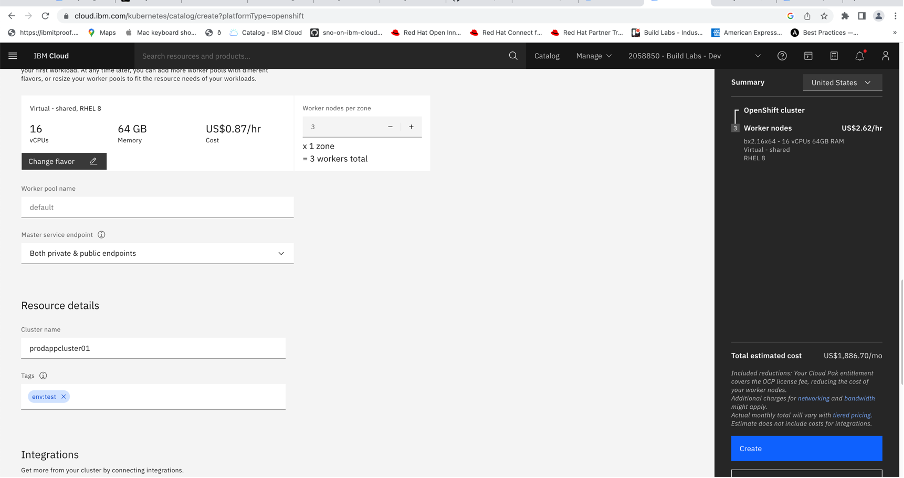 cloud.ibm.com/kubernetes/catalog/create?platformType=openshift
https://ibmitproof....
Maps
Mac keyboard sho...
ð
Catalog - IBM Cloud
sno-on-ibm-cloud...
Red Hat Open Inn...
Red Hat Connect f...
Red Hat Partner Tr...
Build Labs - Indus...
American Express...
Best Practices —...
»
IBM Cloud
Search resources and products...
Catalog
Manage
2058850 - Build Labs - Dev
your first workload. At any time later, you can add more worker pools with different
flavors, or resize your worker pools to fit the resource needs of your workloads.
Virtual - shared, RHEL 8
16
vCPUs
64 GB
Memory
US$0.87/hr
Cost
Change flavor
Worker nodes per zone
3
− +
x 1 zone
= 3 workers total
Worker pool name
default
Master service endpoint
Both private & public endpoints
Resource details
Cluster name
prodappcluster01
Tags
env:test ×
Integrations
Get more from your cluster by connecting integrations.
Summary
United States
OpenShift cluster
3 Worker nodes US$2.62/hr
bx2.16x64 - 16 vCPUs 64GB RAM
Virtual - shared
RHEL 8
Total estimated cost US$1,886.70/mo
Included reductions: Your Cloud Pak entitlement
covers the OCP license fee, reducing the cost of
your worker nodes.
Additional charges for networking and bandwidth
might apply.
Actual monthly total will vary with tiered pricing.
Estimate does not include costs for integrations.
Create